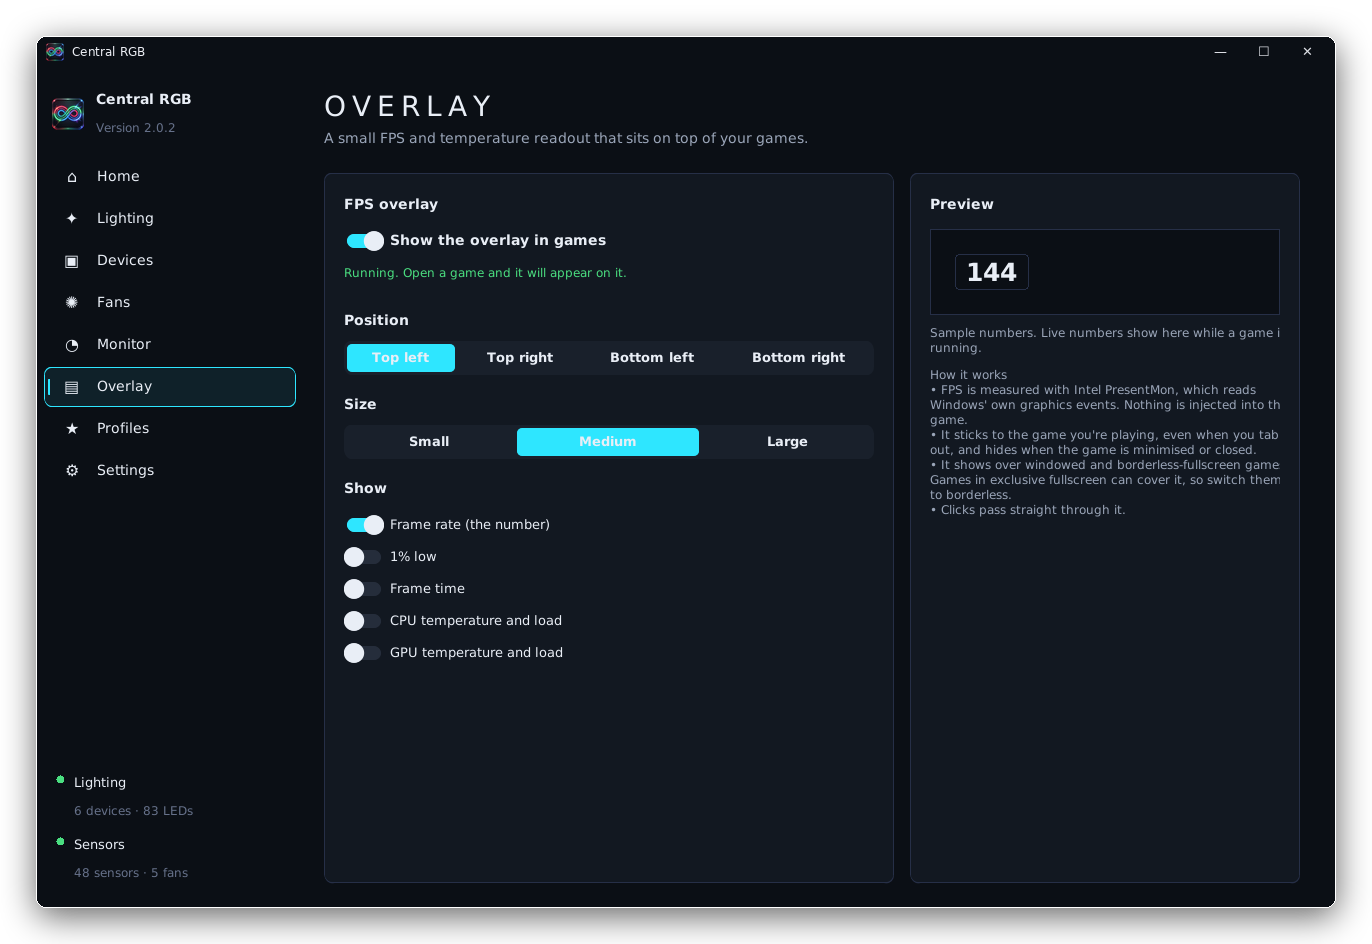 Central RGB
Central RGB
Version 2.0.2
Home
Lighting
Devices
Fans
Monitor
Overlay
Profiles
Settings
Lighting
6 devices · 83 LEDs
Sensors
48 sensors · 5 fans
OVERLAY
A small FPS and temperature readout that sits on top of your games.
FPS overlay
Show the overlay in games
Running. Open a game and it will appear on it.
Position
Top left Top right Bottom left Bottom right
Size
Small Medium Large
Show
Frame rate (the number)
1% low
Frame time
CPU temperature and load
GPU temperature and load
Preview
144
Sample numbers. Live numbers show here while a game i
running.
How it works
• FPS is measured with Intel PresentMon, which reads
Windows' own graphics events. Nothing is injected into th
game.
• It sticks to the game you're playing, even when you tab
out, and hides when the game is minimised or closed.
• It shows over windowed and borderless-fullscreen game
Games in exclusive fullscreen can cover it, so switch them
to borderless.
• Clicks pass straight through it.